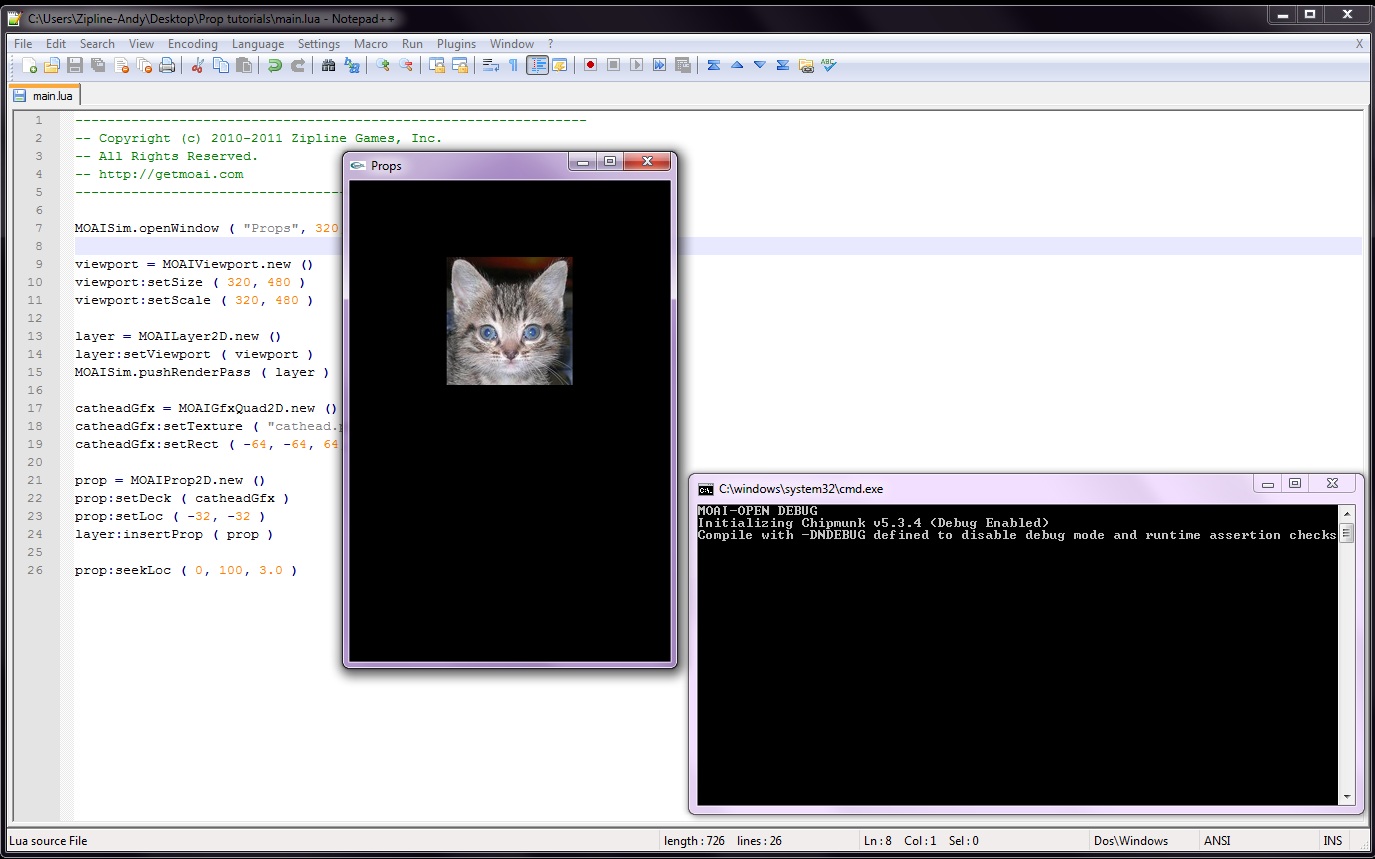 C:\Users\Zipline-Andy\Desktop\Prop tutorials\main.lua - Notepad++
File Edit Search View Encoding Language Settings Macro Run Plugins Window ? X
main.lua
1 ----------------------------------------------------------------
2 -- Copyright (c) 2010-2011 Zipline Games, Inc.
3 -- All Rights Reserved.
4 -- http://getmoai.com
5 ----------------------------------
6
7 MOAISim.openWindow ( "Props", 320
8
9 viewport = MOAIViewport.new ()
10 viewport:setSize ( 320, 480 )
11 viewport:setScale ( 320, 480 )
12
13 layer = MOAILayer2D.new ()
14 layer:setViewport ( viewport )
15 MOAISim.pushRenderPass ( layer )
16
17 catheadGfx = MOAIGfxQuad2D.new ()
18 catheadGfx:setTexture ( "cathead.p
19 catheadGfx:setRect ( -64, -64, 64
20
21 prop = MOAIProp2D.new ()
22 prop:setDeck ( catheadGfx )
23 prop:setLoc ( -32, -32 )
24 layer:insertProp ( prop )
25
26 prop:seekLoc ( 0, 100, 3.0 )
Props
C:\windows\system32\cmd.exe
MOAI-OPEN DEBUG
Initializing Chipmunk v5.3.4 (Debug Enabled)
Compile with -DNDEBUG defined to disable debug mode and runtime assertion checks
Lua source File length : 726 lines : 26 Ln : 8 Col : 1 Sel : 0 Dos\Windows ANSI INS